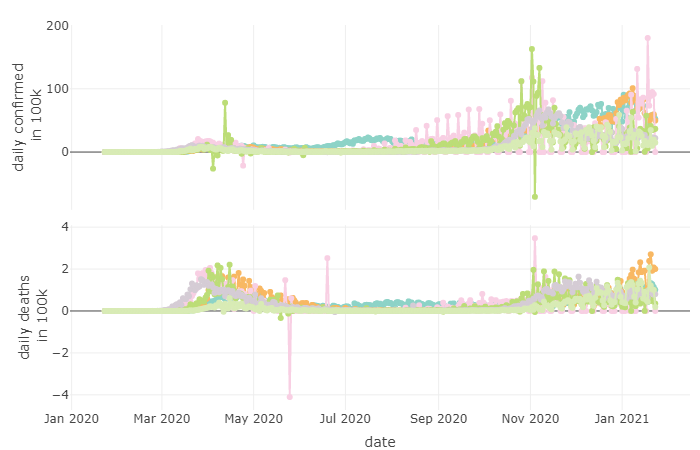 200
100
0
daily confirmed
in 100k
4
2
0
−2
−4
daily deaths
in 100k
Jan 2020
Mar 2020
May 2020
Jul 2020
Sep 2020
Nov 2020
Jan 2021
date